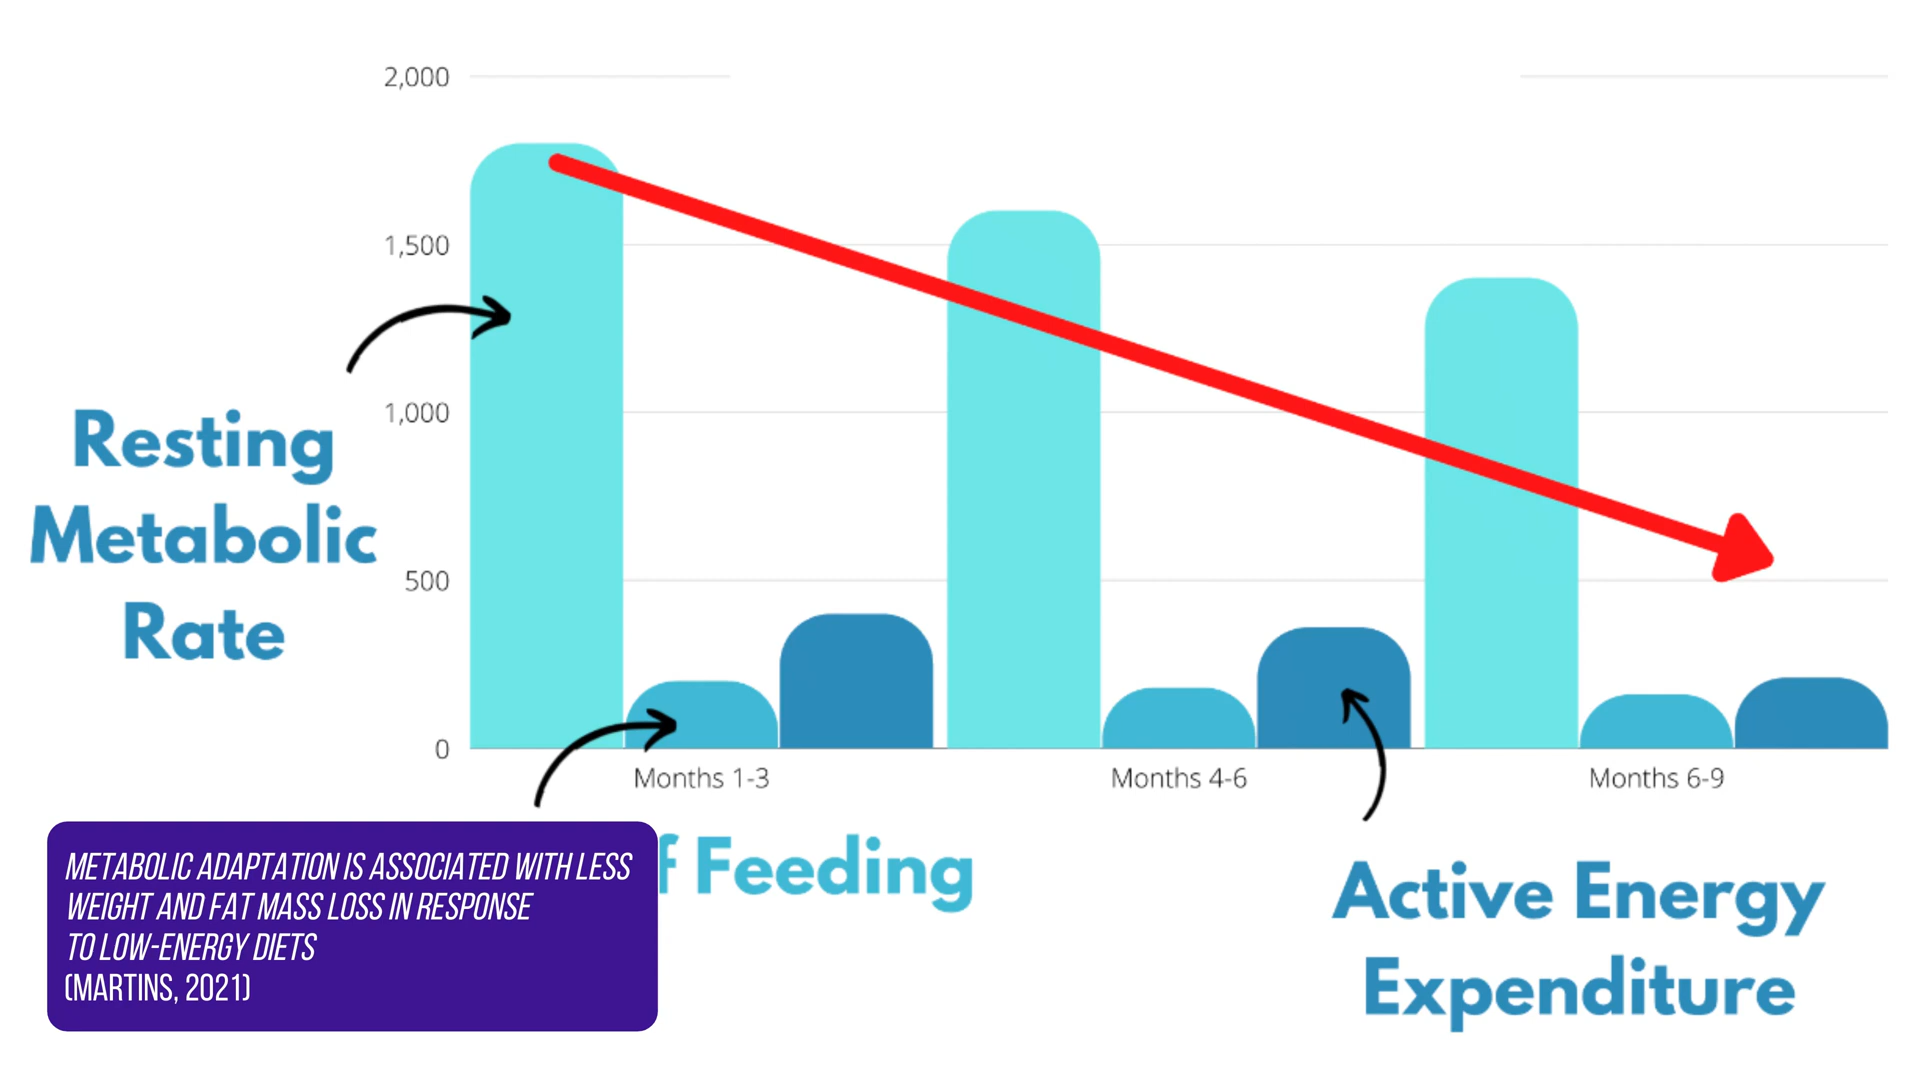 2,000
1,500
1,000
500
0
Resting
Metabolic
Rate
Months 1-3
Months 4-6
Months 6-9
Feeding
Active Energy
Expenditure
METABOLIC ADAPTATION IS ASSOCIATED WITH LESS
WEIGHT AND FAT MASS LOSS IN RESPONSE
TO LOW-ENERGY DIETS
(MARTINS, 2021)